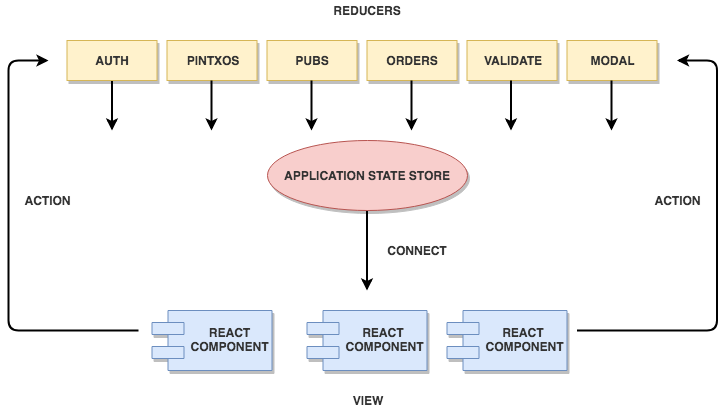 REDUCERS
AUTH
PINTXOS
PUBS
ORDERS
VALIDATE
MODAL
APPLICATION STATE STORE
ACTION
ACTION
CONNECT
REACT
COMPONENT
REACT
COMPONENT
REACT
COMPONENT
VIEW